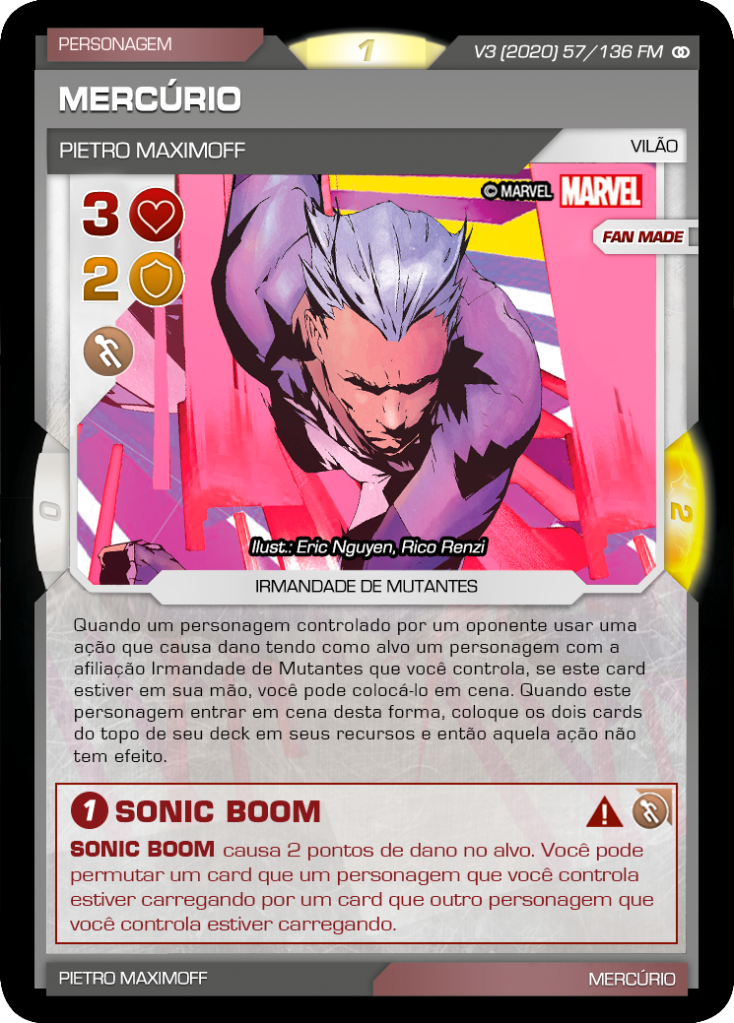 PERSONAGEM
1
V3 (2020) 57/136 FM
MERCÚRIO
PIETRO MAXIMOFF
VILÃO
© MARVEL MARVEL
3
FAN MADE
2
0
2
Ilust.: Eric Nguyen, Rico Renzi
IRMANDADE DE MUTANTES
Quando um personagem controlado por um oponente usar uma
ação que causa dano tendo como alvo um personagem com a
afiliação Irmandade de Mutantes que você controla, se este card
estiver em sua mão, você pode colocá-lo em cena. Quando este
personagem entrar em cena desta forma, coloque os dois cards
do topo de seu deck em seus recursos e então aquela ação não
tem efeito.
1 SONIC BOOM
!
SONIC BOOM causa 2 pontos de dano no alvo. Você pode
permutar um card que um personagem que você controla
estiver carregando por um card que outro personagem que
você controla estiver carregando.
PIETRO MAXIMOFF
MERCÚRIO